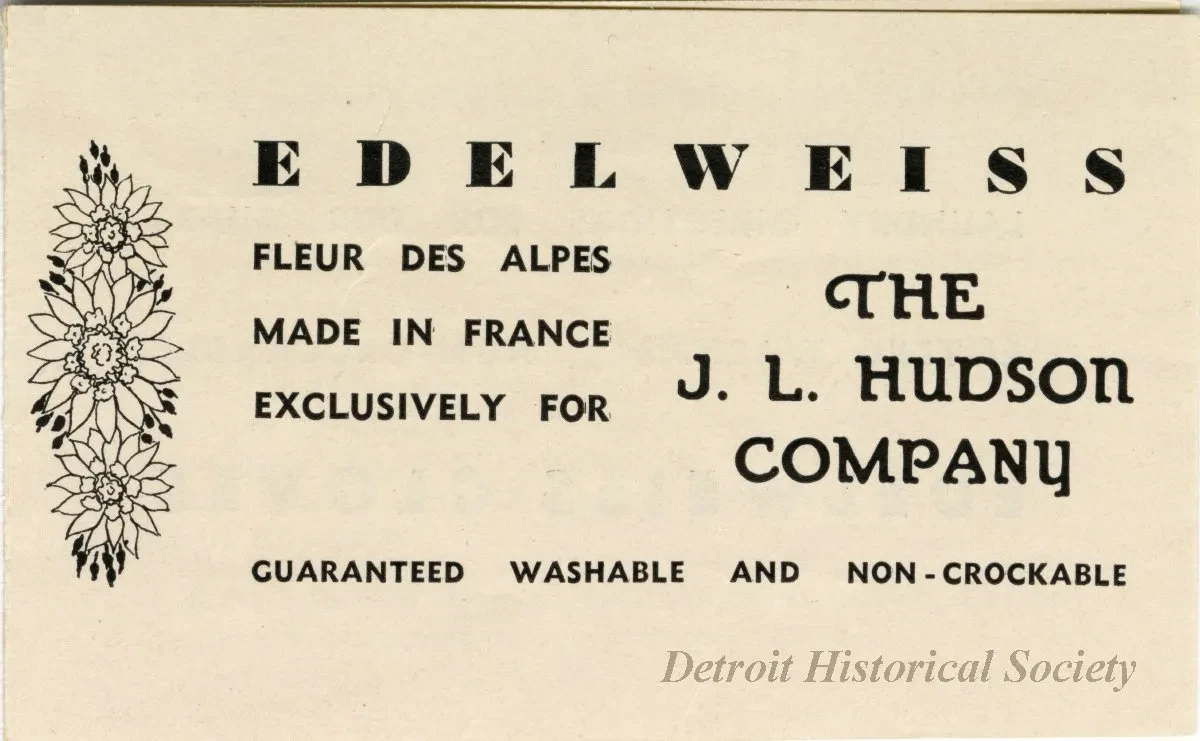 EDELWEISS
FLEUR DES ALPES
MADE IN FRANCE
EXCLUSIVELY FOR
THE
J. L. HUDSON
COMPANY
GUARANTEED WASHABLE AND NON-CROCKABLE
Detroit Historical Society